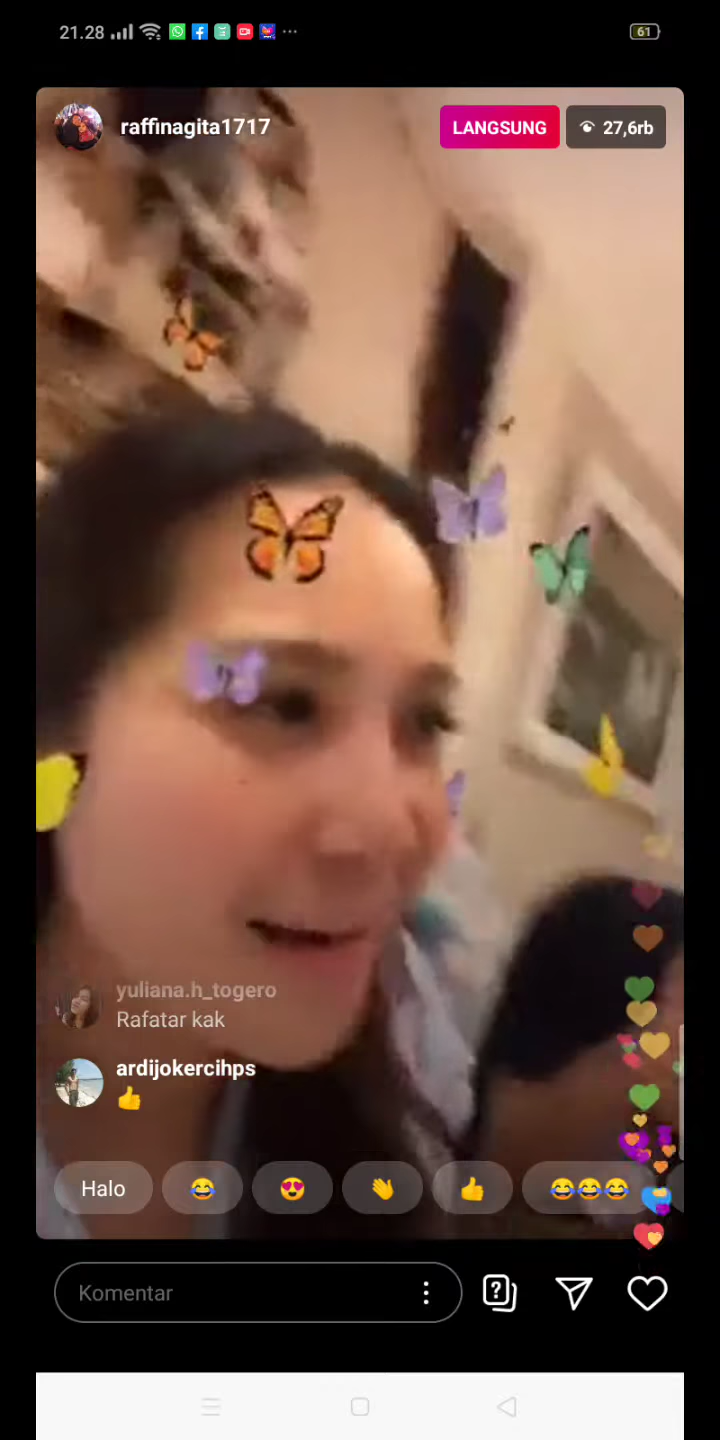 21.28
61
raffinagita1717
LANGSUNG
27,6rb
yuliana.h_togero
Rafatar kak
ardijokercihps
👍
Halo 😂 😍 👋 👍 😂😂😂
Komentar